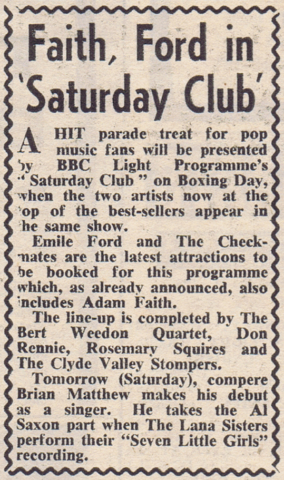 Faith, Ford in
'Saturday Club'
A HIT parade treat for pop
music fans will be presented
by BBC Light Programme's
"Saturday Club" on Boxing Day,
when the two artists now at the
top of the best-sellers appear in
the same show.
Emile Ford and The Check-
mates are the latest attractions to
be booked for this programme
which, as already announced, also
includes Adam Faith.
The line-up is completed by The
Bert Weedon Quartet, Don
Rennie, Rosemary Squires and
The Clyde Valley Stompers.
Tomorrow (Saturday), compere
Brian Matthew makes his debut
as a singer. He takes the Al
Saxon part when The Lana Sisters
perform their "Seven Little Girls"
recording.